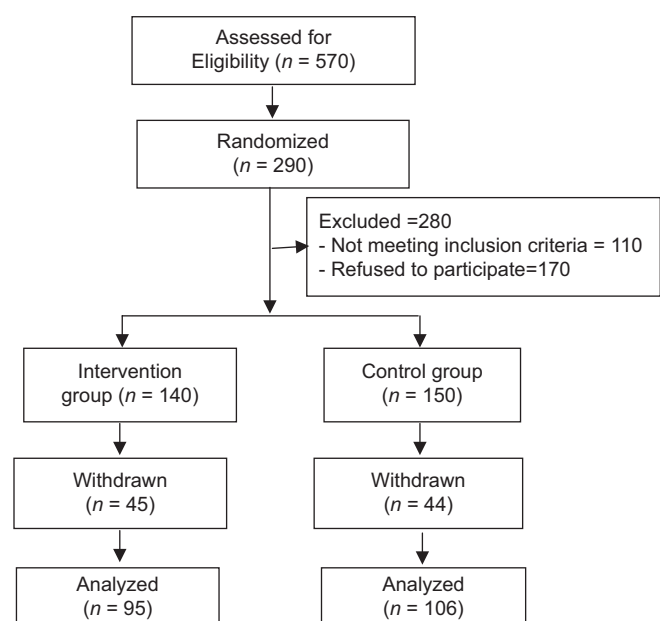 Assessed for
Eligibility (n = 570)
Randomized
(n = 290)
Excluded =280
- Not meeting inclusion criteria = 110
- Refused to participate=170
Intervention
group (n = 140)
Control group
(n = 150)
Withdrawn
(n = 45)
Withdrawn
(n = 44)
Analyzed
(n = 95)
Analyzed
(n = 106)